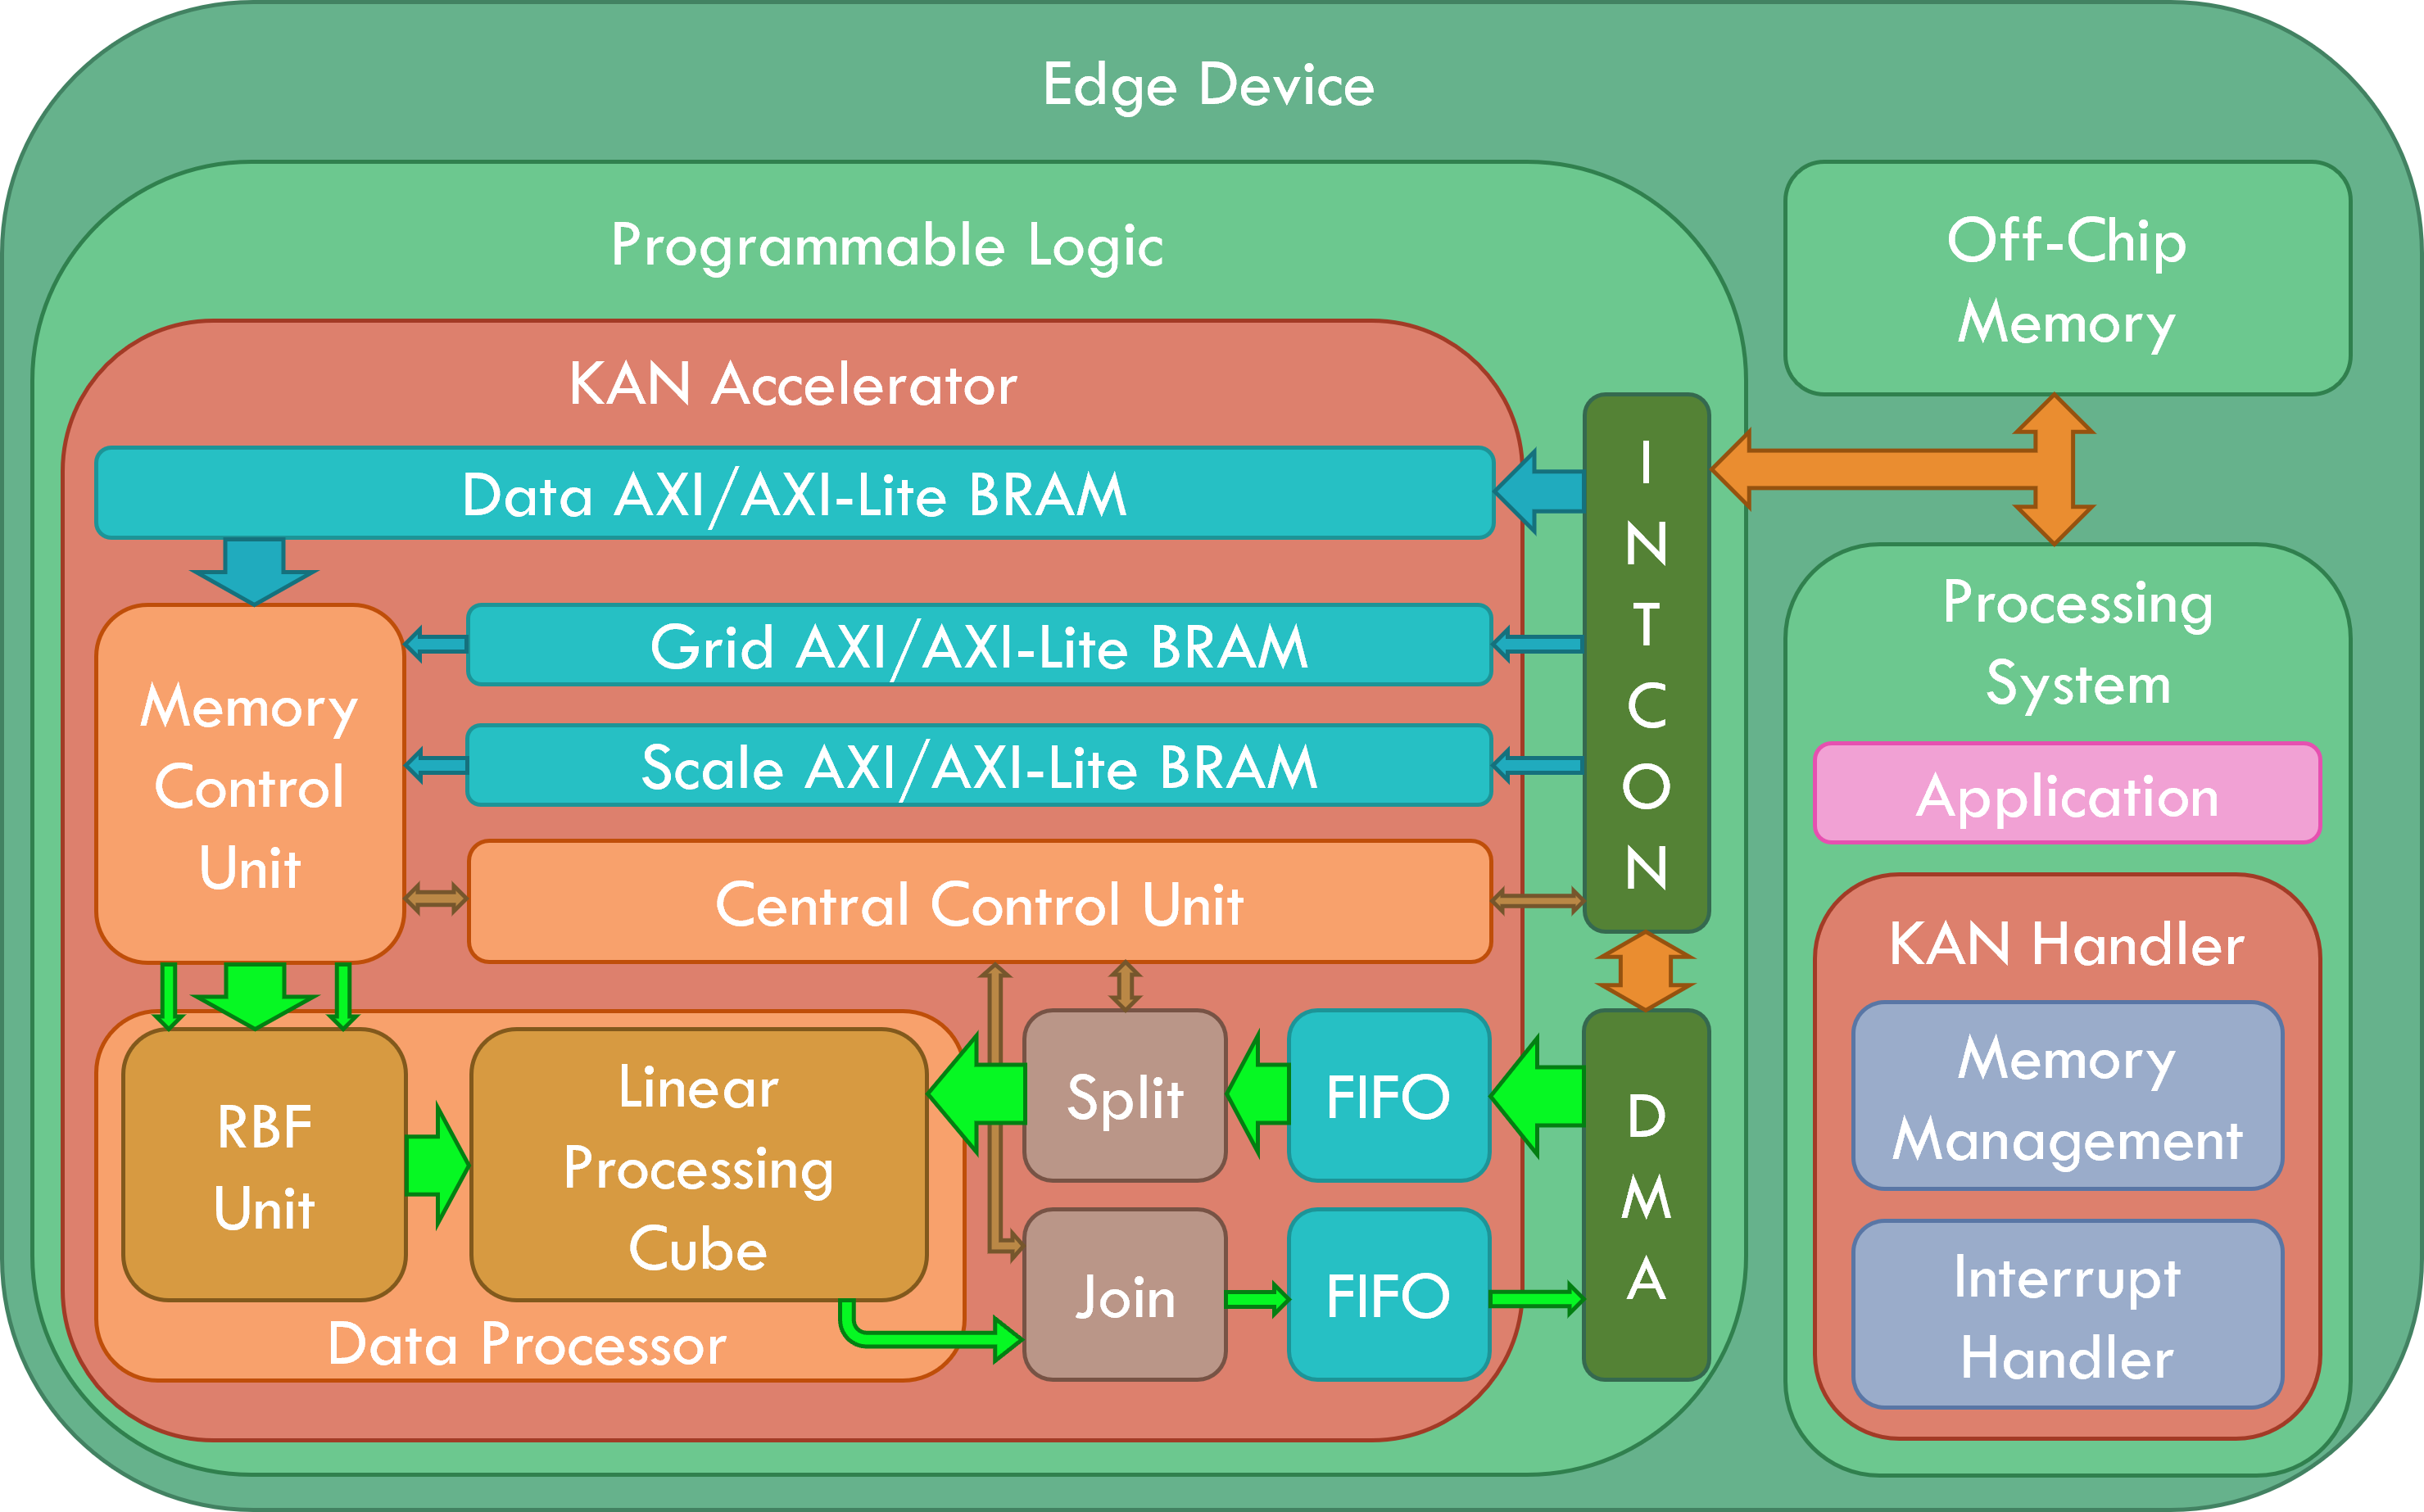 Edge Device
Programmable Logic
KAN Accelerator
Data AXI/AXI-Lite BRAM
Grid AXI/AXI-Lite BRAM
Scale AXI/AXI-Lite BRAM
Memory
Control
Unit
Central Control Unit
RBF
Unit
Linear
Processing
Cube
Data Processor
Split
FIFO
Join
FIFO
INTCON
DMA
Off-Chip
Memory
Processing
System
Application
KAN Handler
Memory
Management
Interrupt
Handler